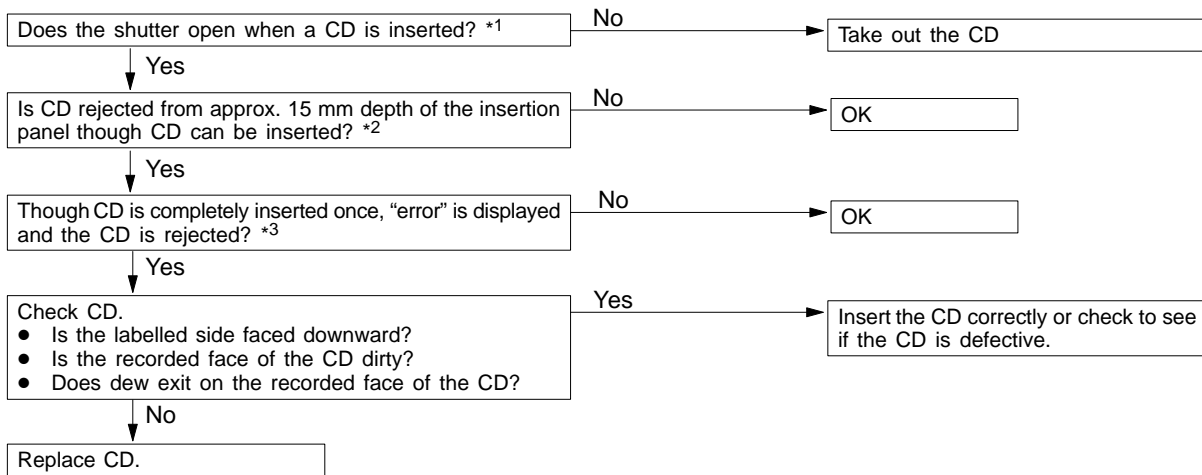 Does the shutter open when a CD is inserted? *1
No
Take out the CD
Yes
Is CD rejected from approx. 15 mm depth of the insertion
panel though CD can be inserted? *2
No
OK
Yes
Though CD is completely inserted once, “error” is displayed
and the CD is rejected? *3
No
OK
Yes
Check CD.
● Is the labelled side faced downward?
● Is the recorded face of the CD dirty?
● Does dew exit on the recorded face of the CD?
Yes
Insert the CD correctly or check to see
if the CD is defective.
No
Replace CD.